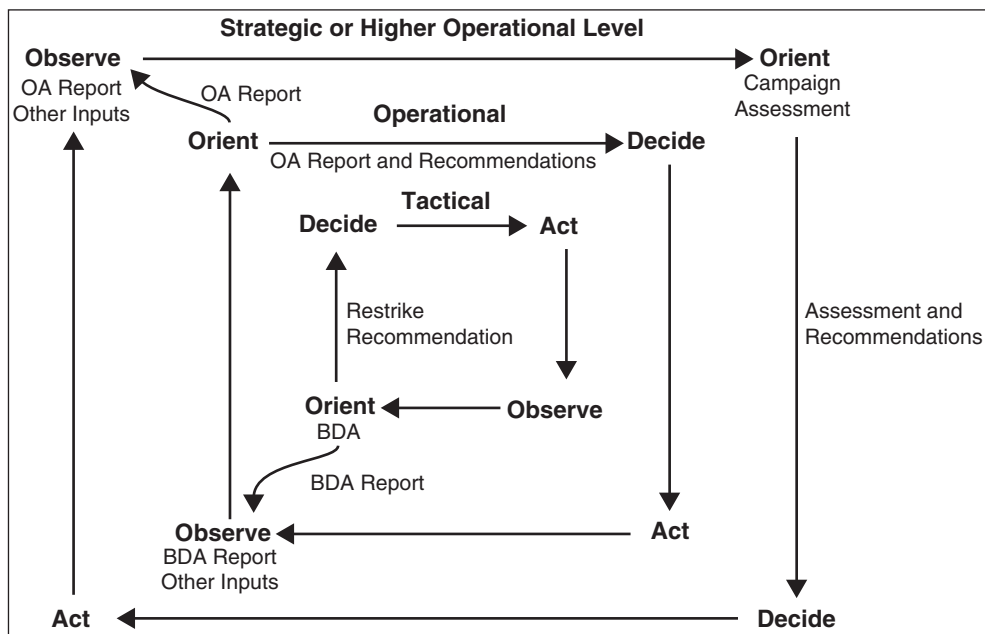 Strategic or Higher Operational Level
Observe
OA Report
Other Inputs
Orient
Campaign
Assessment
OA Report
Operational
Orient
Decide
OA Report and Recommendations
Tactical
Decide
Act
Restrike
Recommendation
Assessment and
Recommendations
Orient
BDA
Observe
BDA Report
Observe
BDA Report
Other Inputs
Act
Act
Decide